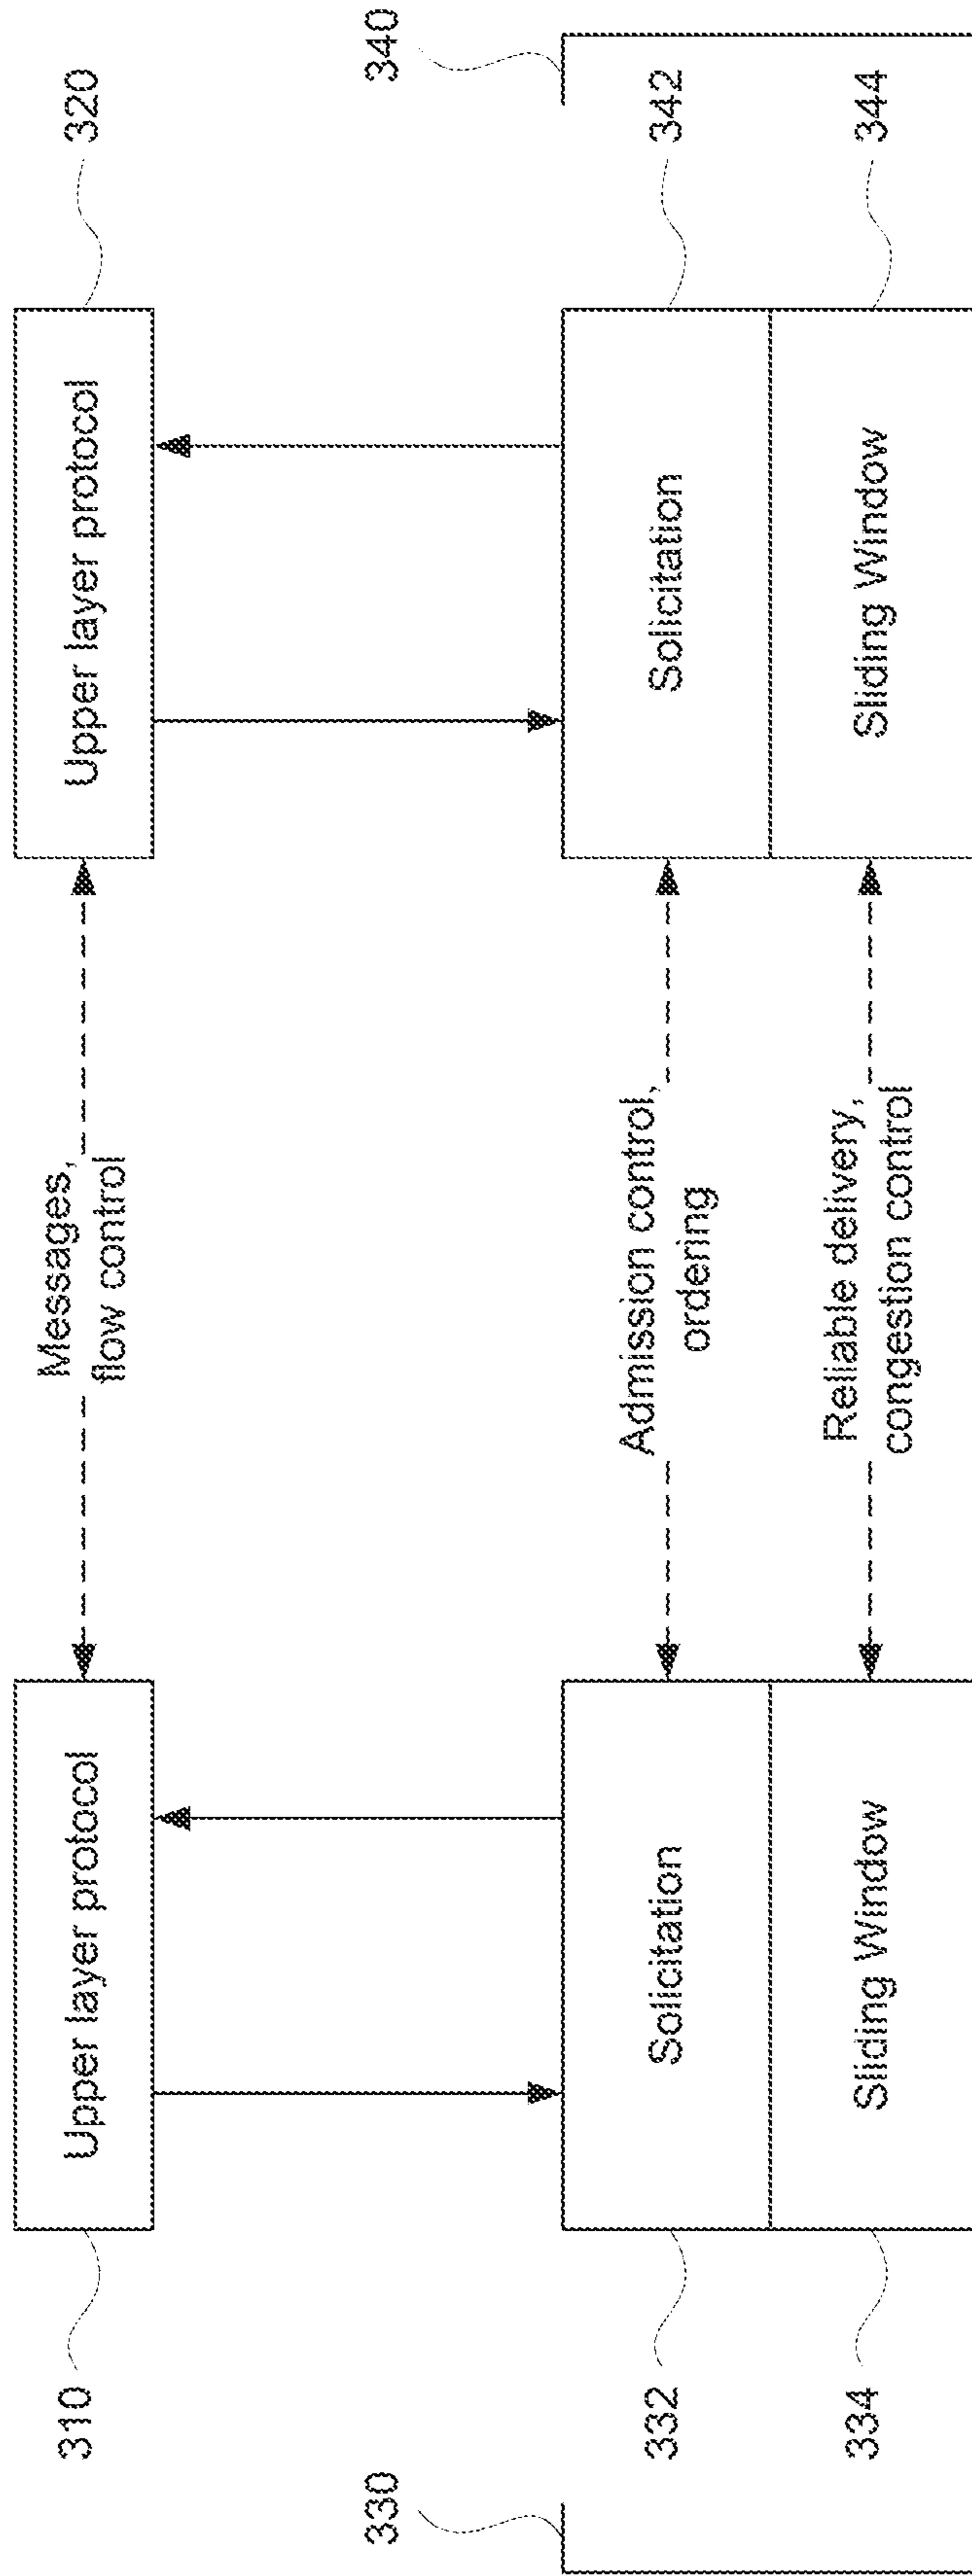 310
Upper layer protocol
Messages,
flow control
Upper layer protocol
320
330
340
332
Solicitation
Admission control,
ordering
Solicitation
342
334
Sliding Window
Reliable delivery,
congestion control
Sliding Window
344